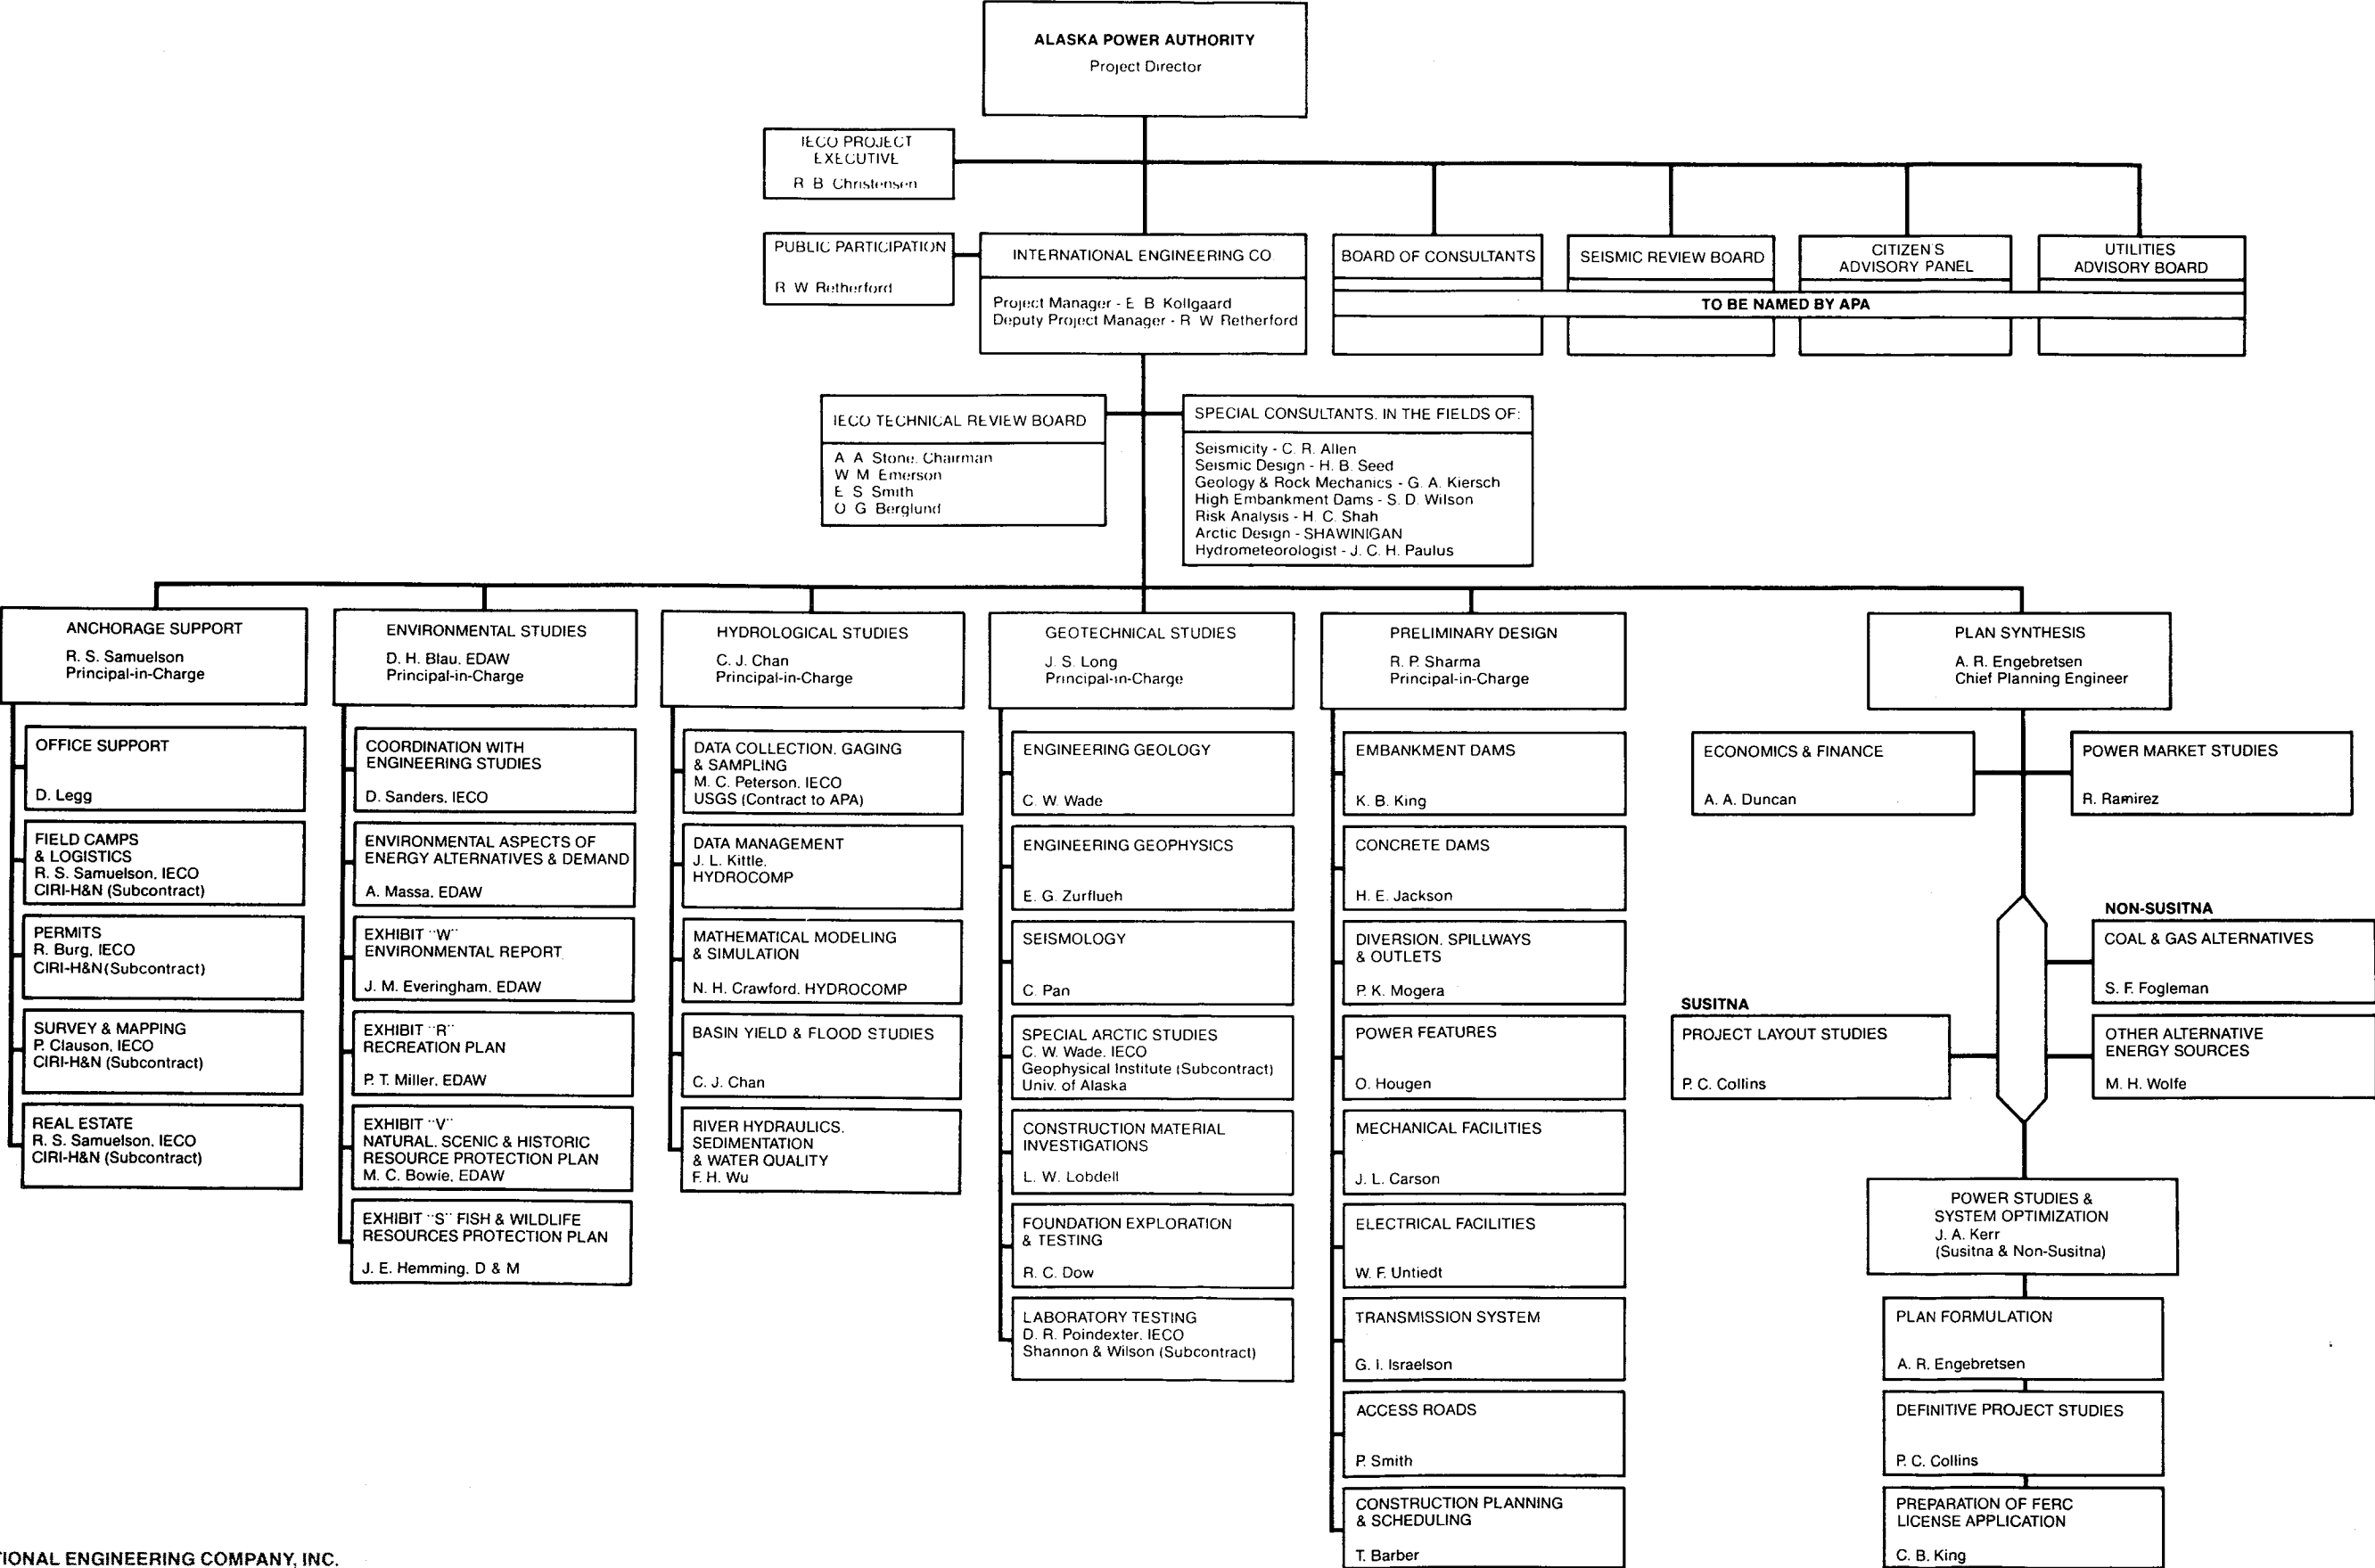 ALASKA POWER AUTHORITY
Project Director
IECO PROJECT
EXECUTIVE
R B Christensen
PUBLIC PARTICIPATION
R W Retherford
INTERNATIONAL ENGINEERING CO
Project Manager - E B Kollgaard
Deputy Project Manager - R W Retherford
BOARD OF CONSULTANTS
SEISMIC REVIEW BOARD
CITIZEN'S
ADVISORY PANEL
UTILITIES
ADVISORY BOARD
TO BE NAMED BY APA
IECO TECHNICAL REVIEW BOARD
A A Stone, Chairman
W M Emerson
E S Smith
O G Berglund
SPECIAL CONSULTANTS, IN THE FIELDS OF:
Seismicity - C. R. Allen
Seismic Design - H. B. Seed
Geology & Rock Mechanics - G. A. Kiersch
High Embankment Dams - S. D. Wilson
Risk Analysis - H. C. Shah
Arctic Design - SHAWINIGAN
Hydrometeorologist - J. C. H. Paulus
ANCHORAGE SUPPORT
R. S. Samuelson
Principal-in-Charge
OFFICE SUPPORT
D. Legg
FIELD CAMPS
& LOGISTICS
R. S. Samuelson, IECO
CIRI-H&N (Subcontract)
PERMITS
R. Burg, IECO
CIRI-H&N (Subcontract)
SURVEY & MAPPING
P. Clauson, IECO
CIRI-H&N (Subcontract)
REAL ESTATE
R. S. Samuelson, IECO
CIRI-H&N (Subcontract)
ENVIRONMENTAL STUDIES
D. H. Blau, EDAW
Principal-in-Charge
COORDINATION WITH
ENGINEERING STUDIES
D. Sanders, IECO
ENVIRONMENTAL ASPECTS OF
ENERGY ALTERNATIVES & DEMAND
A. Massa, EDAW
EXHIBIT "W"
ENVIRONMENTAL REPORT
J. M. Everingham, EDAW
EXHIBIT "R"
RECREATION PLAN
P. T. Miller, EDAW
EXHIBIT "V"
NATURAL, SCENIC & HISTORIC
RESOURCE PROTECTION PLAN
M. C. Bowie, EDAW
EXHIBIT "S" FISH & WILDLIFE
RESOURCES PROTECTION PLAN
J. E. Hemming, D & M
HYDROLOGICAL STUDIES
C. J. Chan
Principal-in-Charge
DATA COLLECTION, GAGING
& SAMPLING
M. C. Peterson, IECO
USGS (Contract to APA)
DATA MANAGEMENT
J. L. Kittle,
HYDROCOMP
MATHEMATICAL MODELING
& SIMULATION
N. H. Crawford, HYDROCOMP
BASIN YIELD & FLOOD STUDIES
C. J. Chan
RIVER HYDRAULICS,
SEDIMENTATION
& WATER QUALITY
F. H. Wu
GEOTECHNICAL STUDIES
J. S. Long
Principal-in-Charge
ENGINEERING GEOLOGY
C. W. Wade
ENGINEERING GEOPHYSICS
E. G. Zurflueh
SEISMOLOGY
C. Pan
SPECIAL ARCTIC STUDIES
C. W. Wade, IECO
Geophysical Institute (Subcontract)
Univ. of Alaska
CONSTRUCTION MATERIAL
INVESTIGATIONS
L. W. Lobdell
FOUNDATION EXPLORATION
& TESTING
R. C. Dow
LABORATORY TESTING
D. R. Poindexter, IECO
Shannon & Wilson (Subcontract)
PRELIMINARY DESIGN
R. P. Sharma
Principal-in-Charge
EMBANKMENT DAMS
K. B. King
CONCRETE DAMS
H. E. Jackson
DIVERSION, SPILLWAYS
& OUTLETS
P. K. Mogera
POWER FEATURES
O. Hougen
MECHANICAL FACILITIES
J. L. Carson
ELECTRICAL FACILITIES
W. F. Untiedt
TRANSMISSION SYSTEM
G. I. Israelson
ACCESS ROADS
P. Smith
CONSTRUCTION PLANNING
& SCHEDULING
T. Barber
PLAN SYNTHESIS
A. R. Engebretsen
Chief Planning Engineer
ECONOMICS & FINANCE
A. A. Duncan
POWER MARKET STUDIES
R. Ramirez
NON-SUSITNA
COAL & GAS ALTERNATIVES
S. F. Fogleman
SUSITNA
PROJECT LAYOUT STUDIES
P. C. Collins
OTHER ALTERNATIVE
ENERGY SOURCES
M. H. Wolfe
POWER STUDIES &
SYSTEM OPTIMIZATION
J. A. Kerr
(Susitna & Non-Susitna)
PLAN FORMULATION
A. R. Engebretsen
DEFINITIVE PROJECT STUDIES
P. C. Collins
PREPARATION OF FERC
LICENSE APPLICATION
C. B. King
TIONAL ENGINEERING COMPANY, INC.